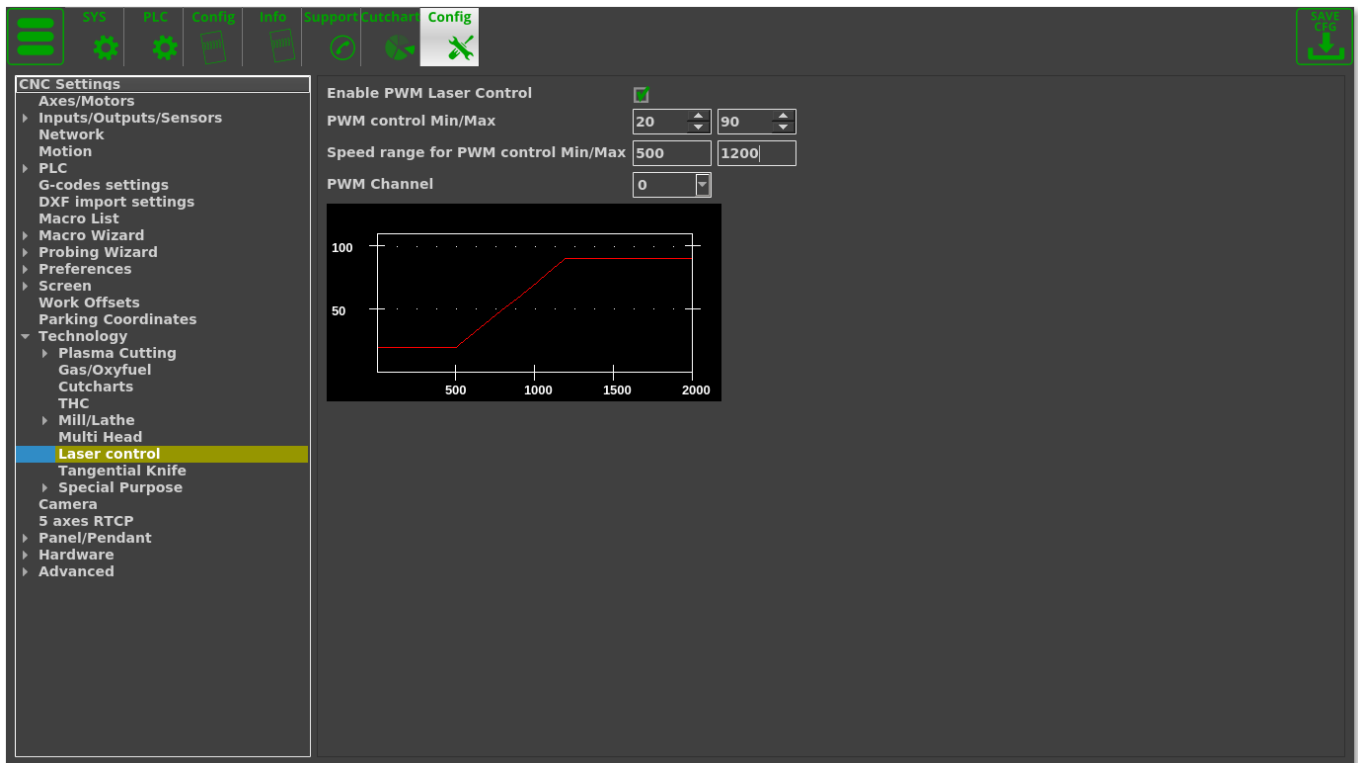 SYS PLC Config Info Support Cutchart Config SAVE CFG
CNC Settings
Axes/Motors
Inputs/Outputs/Sensors
Network
Motion
PLC
G-codes settings
DXF import settings
Macro List
Macro Wizard
Probing Wizard
Preferences
Screen
Work Offsets
Parking Coordinates
Technology
Plasma Cutting
Gas/Oxyfuel
Cutcharts
THC
Mill/Lathe
Multi Head
Laser control
Tangential Knife
Special Purpose
Camera
5 axes RTCP
Panel/Pendant
Hardware
Advanced
Enable PWM Laser Control
PWM control Min/Max 20 90
Speed range for PWM control Min/Max 500 1200
PWM Channel 0
100
50
500 1000 1500 2000